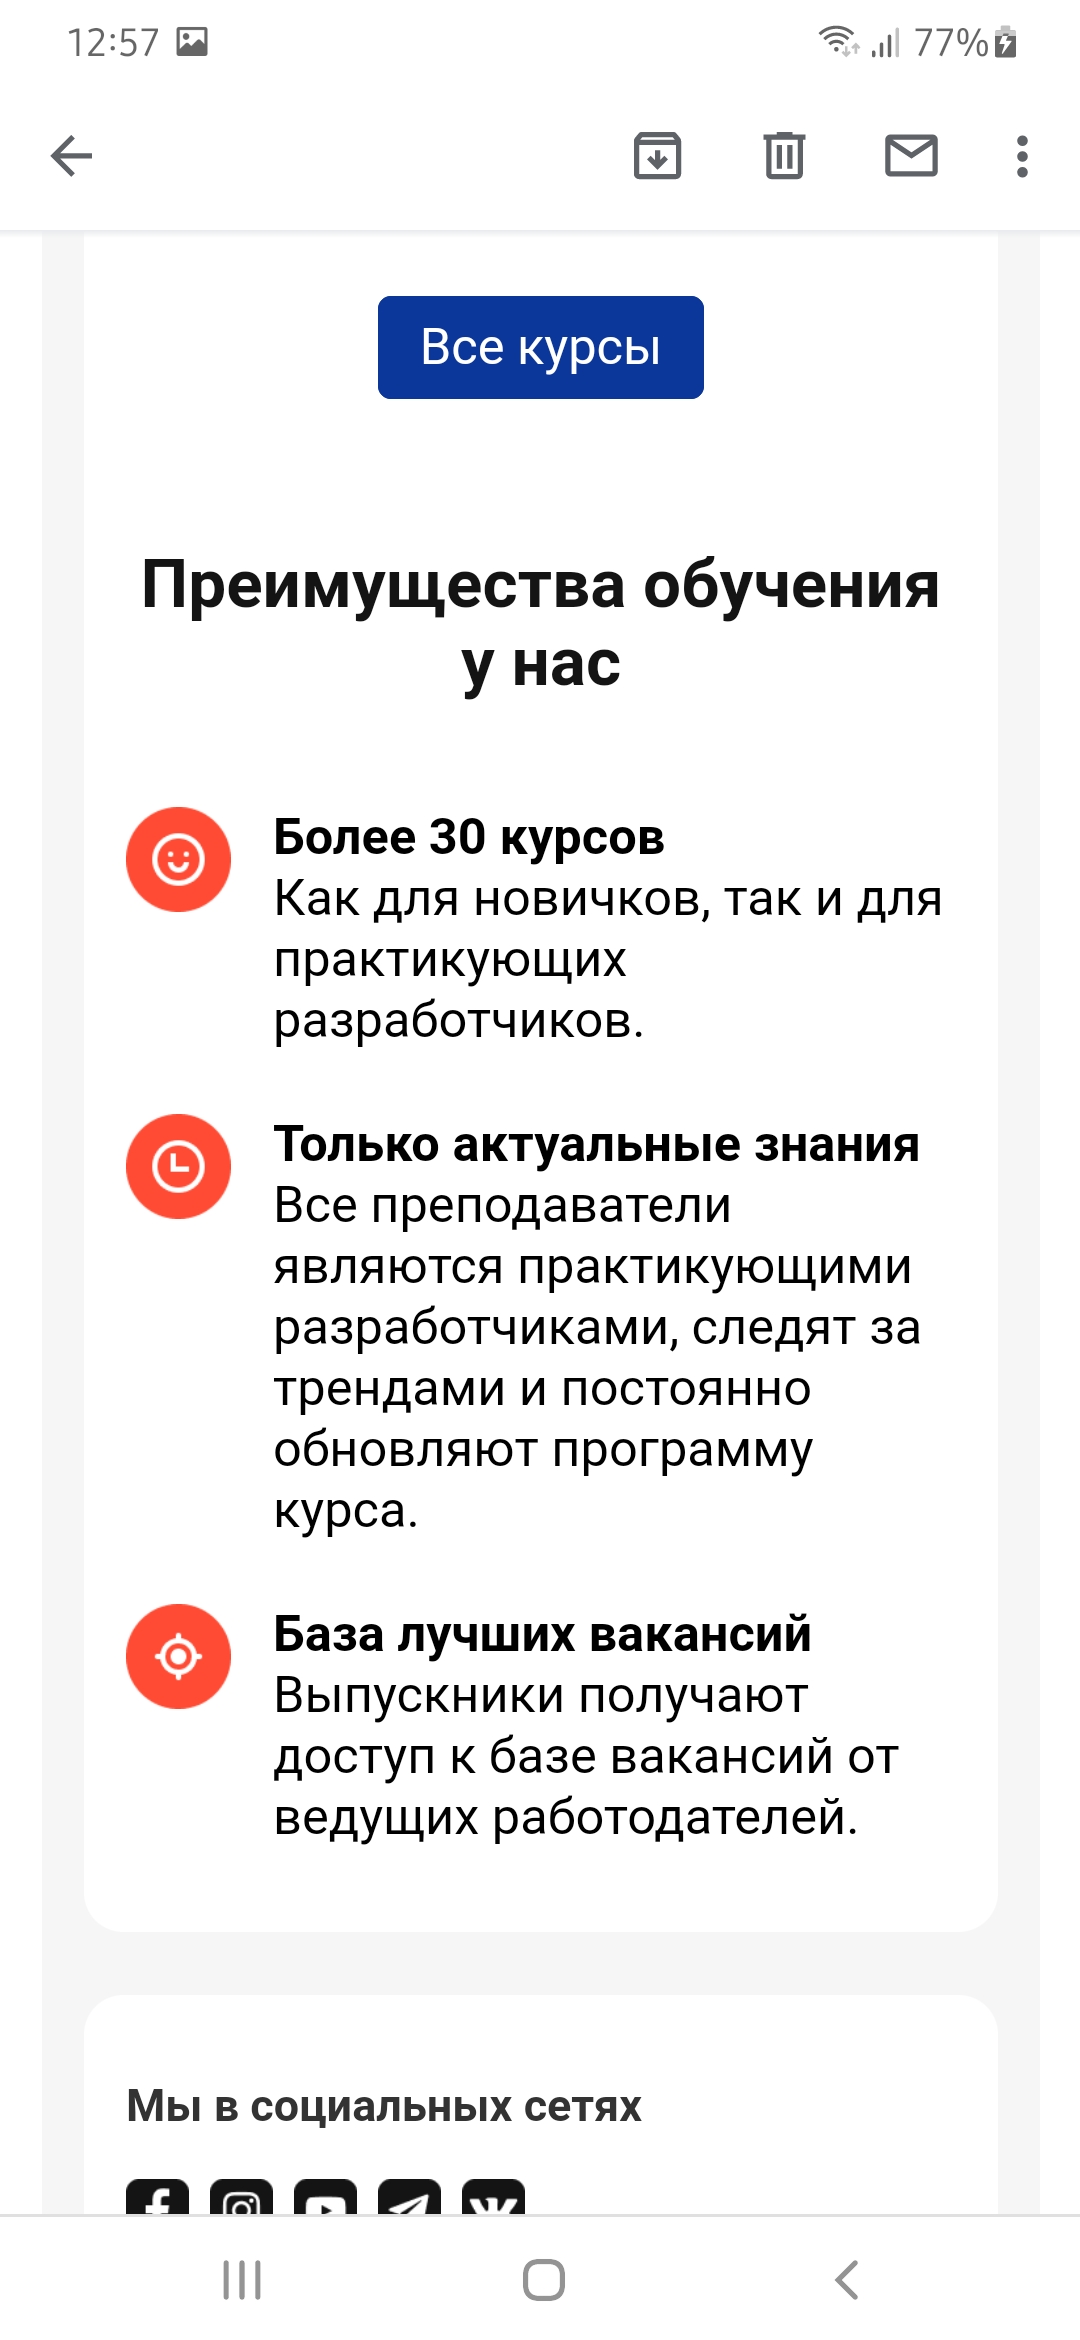 12:57
77%
Все курсы
Преимущества обучения
у нас
Более 30 курсов
Как для новичков, так и для
практикующих
разработчиков.
Только актуальные знания
Все преподаватели
являются практикующими
разработчиками, следят за
трендами и постоянно
обновляют программу
курса.
База лучших вакансий
Выпускники получают
доступ к базе вакансий от
ведущих работодателей.
Мы в социальных сетях